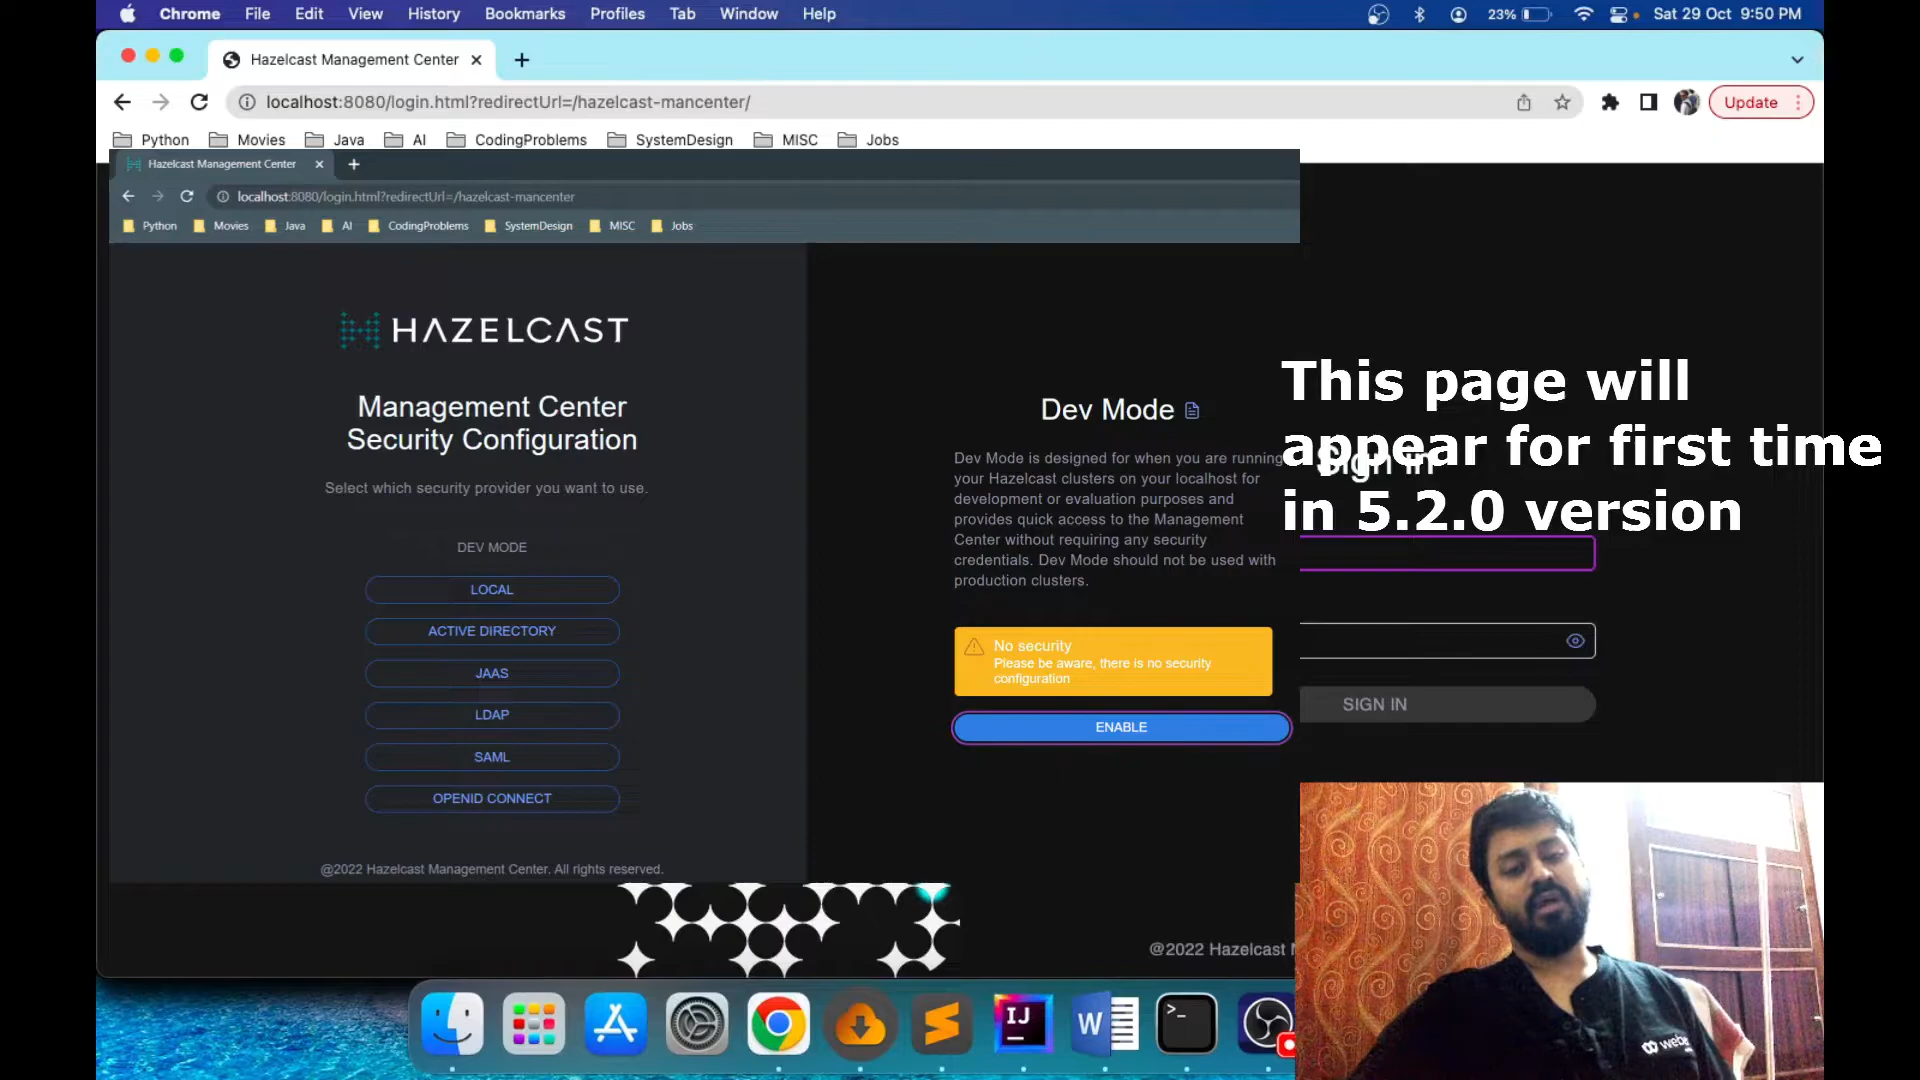 Chrome File Edit View History Bookmarks Profiles Tab Window Help 23% Sat 29 Oct 9:50 PM
Hazelcast Management Center
localhost:8080/login.html?redirectUrl=/hazelcast-mancenter/
Update
Python Movies Java AI CodingProblems SystemDesign MISC Jobs
Hazelcast Management Center
localhost:8080/login.html?redirectUrl=/hazelcast-mancenter
Python Movies Java AI CodingProblems SystemDesign MISC Jobs
HAZELCAST
Management Center
Security Configuration
Select which security provider you want to use.
DEV MODE
LOCAL
ACTIVE DIRECTORY
JAAS
LDAP
SAML
OPENID CONNECT
@2022 Hazelcast Management Center. All rights reserved.
Dev Mode
Dev Mode is designed for when you are running
your Hazelcast clusters on your localhost for
development or evaluation purposes and
provides quick access to the Management
Center without requiring any security
credentials. Dev Mode should not be used with
production clusters.
No security
Please be aware, there is no security
configuration
ENABLE
This page will
appear for first time
in 5.2.0 version
Sign in
SIGN IN
@2022 Hazelcast
IJ
W
>_